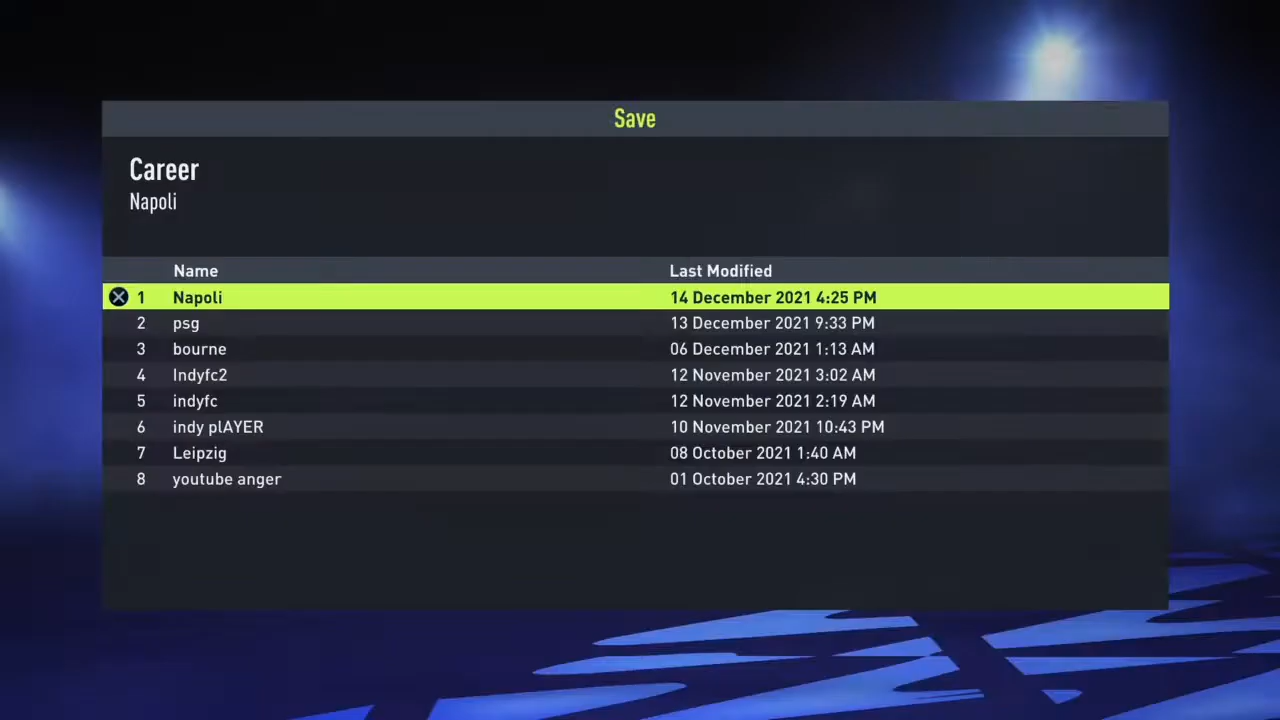 Save
Career
Napoli
Name Last Modified
1 Napoli 14 December 2021 4:25 PM
2 psg 13 December 2021 9:33 PM
3 bourne 06 December 2021 1:13 AM
4 Indyfc2 12 November 2021 3:02 AM
5 indyfc 12 November 2021 2:19 AM
6 indy plAYER 10 November 2021 10:43 PM
7 Leipzig 08 October 2021 1:40 AM
8 youtube anger 01 October 2021 4:30 PM